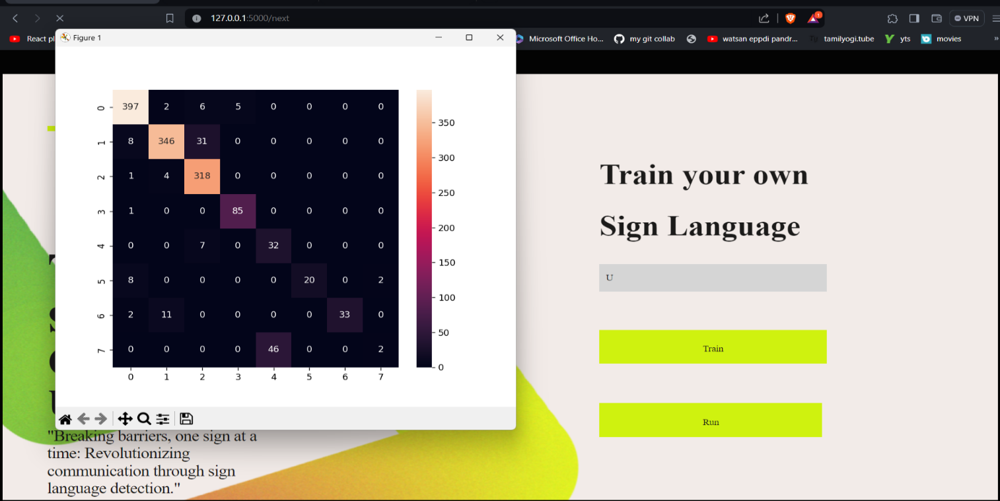 127.0.0.1:5000/next
1
VPN
React pl
Microsoft Office Ho...
my git collab
watsan eppdi pandr...
tamilyogi.tube
yts
movies
»
Figure 1
0 397 2 6 5 0 0 0 0
1 8 346 31 0 0 0 0 0
2 1 4 318 0 0 0 0 0
3 1 0 0 85 0 0 0 0
4 0 0 7 0 32 0 0 0
5 8 0 0 0 0 20 0 2
6 2 11 0 0 0 0 33 0
7 0 0 0 0 46 0 0 2
0 1 2 3 4 5 6 7
350
300
250
200
150
100
50
0
"Breaking barriers, one sign at a
time: Revolutionizing
communication through sign
language detection."
Train your own
Sign Language
U
Train
Run